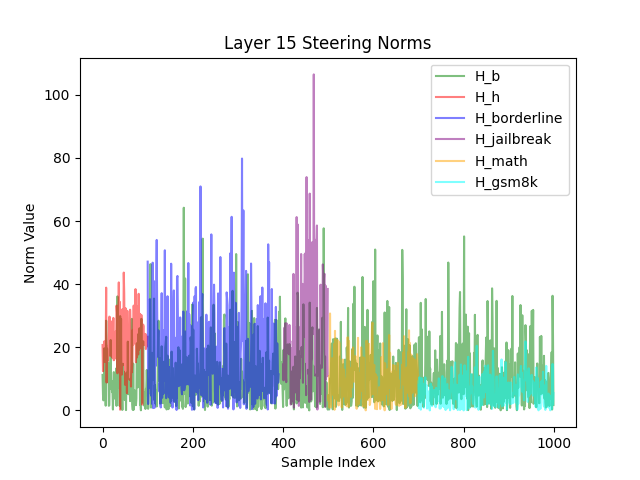 Layer 15 Steering Norms
H_b
H_h
H_borderline
H_jailbreak
H_math
H_gsm8k
Norm Value
100
80
60
40
20
0
0 200 400 600 800 1000
Sample Index